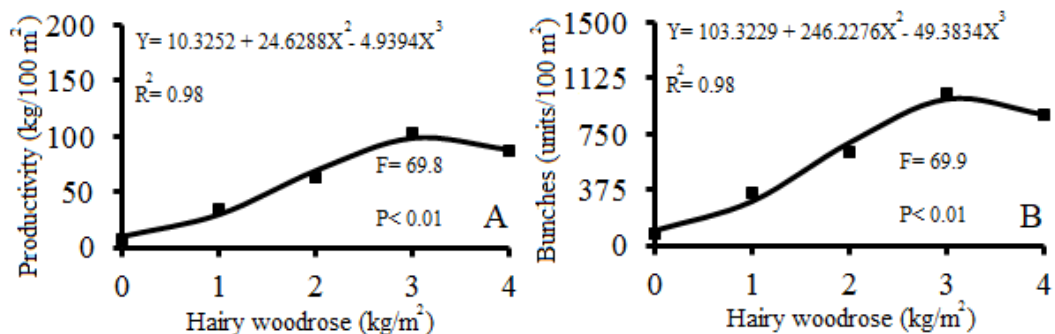 Productivity (kg/100 m²)
200
150
100
50
0
Y= 10.3252 + 24.6288X²- 4.9394X³
R²= 0.98
F= 69.8
P< 0.01
A
0 1 2 3 4
Hairy woodrose (kg/m²)
Bunches (units/100 m²)
1500
1125
750
375
0
Y= 103.3229 + 246.2276X²- 49.3834X³
R²= 0.98
F= 69.9
P< 0.01
B
0 1 2 3 4
Hairy woodrose (kg/m²)